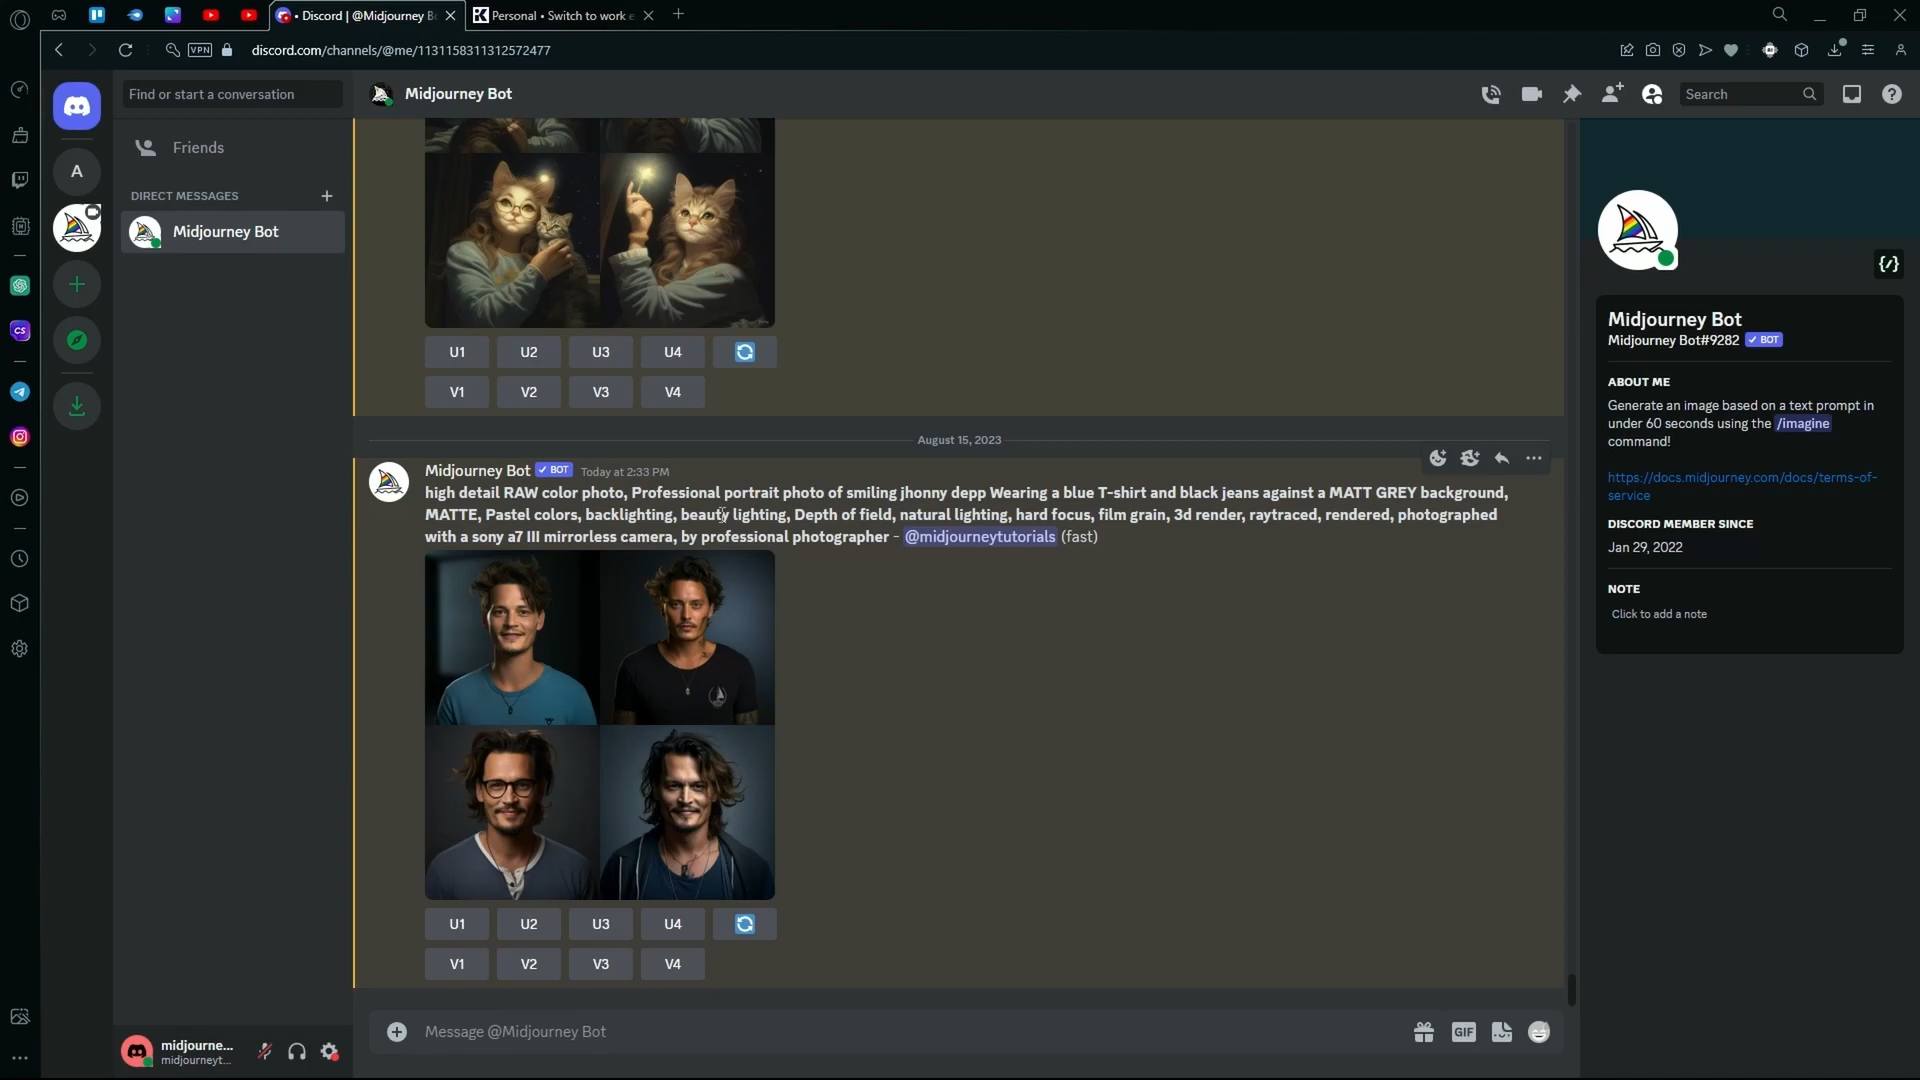 Discord | @Midjourney B
Personal • Switch to work e
VPN
discord.com/channels/@me/1131158311312572477
Find or start a conversation
Midjourney Bot
Search
Friends
A
DIRECT MESSAGES
Midjourney Bot
CS
U1 U2 U3 U4
V1 V2 V3 V4
August 15, 2023
Midjourney Bot BOT Today at 2:33 PM
high detail RAW color photo, Professional portrait photo of smiling jhonny depp Wearing a blue T-shirt and black jeans against a MATT GREY background,
MATTE, Pastel colors, backlighting, beauty lighting, Depth of field, natural lighting, hard focus, film grain, 3d render, raytraced, rendered, photographed
with a sony a7 III mirrorless camera, by professional photographer - @midjourneytutorials (fast)
U1 U2 U3 U4
V1 V2 V3 V4
Message @Midjourney Bot
GIF
midjourne...
midjourneyt...
Midjourney Bot
Midjourney Bot#9282 BOT
ABOUT ME
Generate an image based on a text prompt in
under 60 seconds using the /imagine
command!
https://docs.midjourney.com/docs/terms-of-
service
DISCORD MEMBER SINCE
Jan 29, 2022
NOTE
Click to add a note